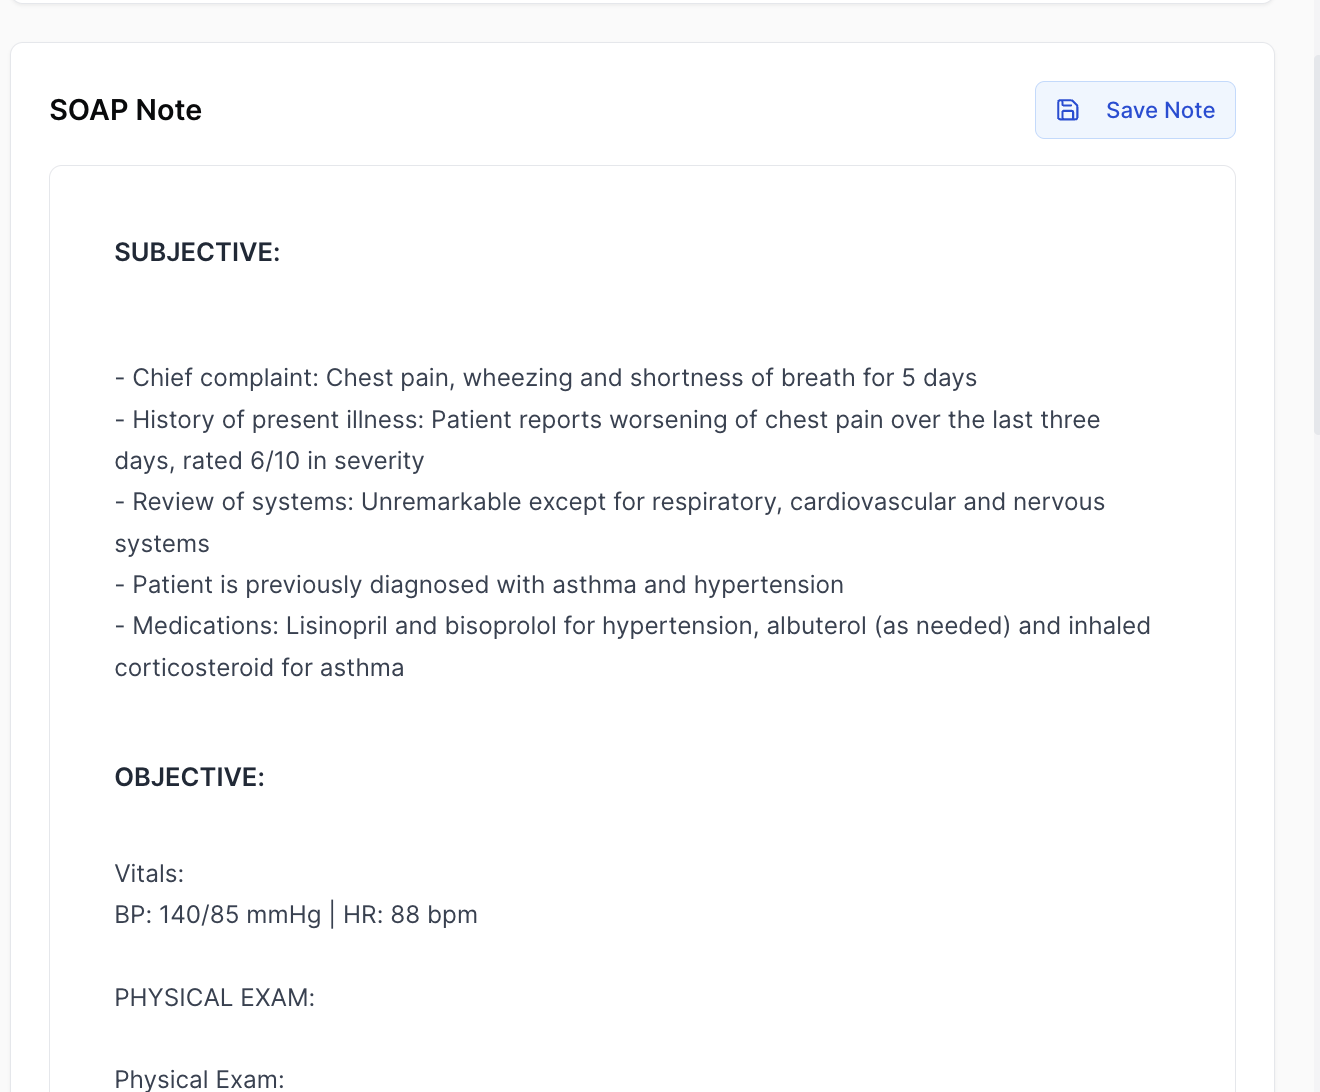 SOAP Note
Save Note
SUBJECTIVE:
- Chief complaint: Chest pain, wheezing and shortness of breath for 5 days
- History of present illness: Patient reports worsening of chest pain over the last three
days, rated 6/10 in severity
- Review of systems: Unremarkable except for respiratory, cardiovascular and nervous
systems
- Patient is previously diagnosed with asthma and hypertension
- Medications: Lisinopril and bisoprolol for hypertension, albuterol (as needed) and inhaled
corticosteroid for asthma
OBJECTIVE:
Vitals:
BP: 140/85 mmHg | HR: 88 bpm
PHYSICAL EXAM:
Physical Exam: